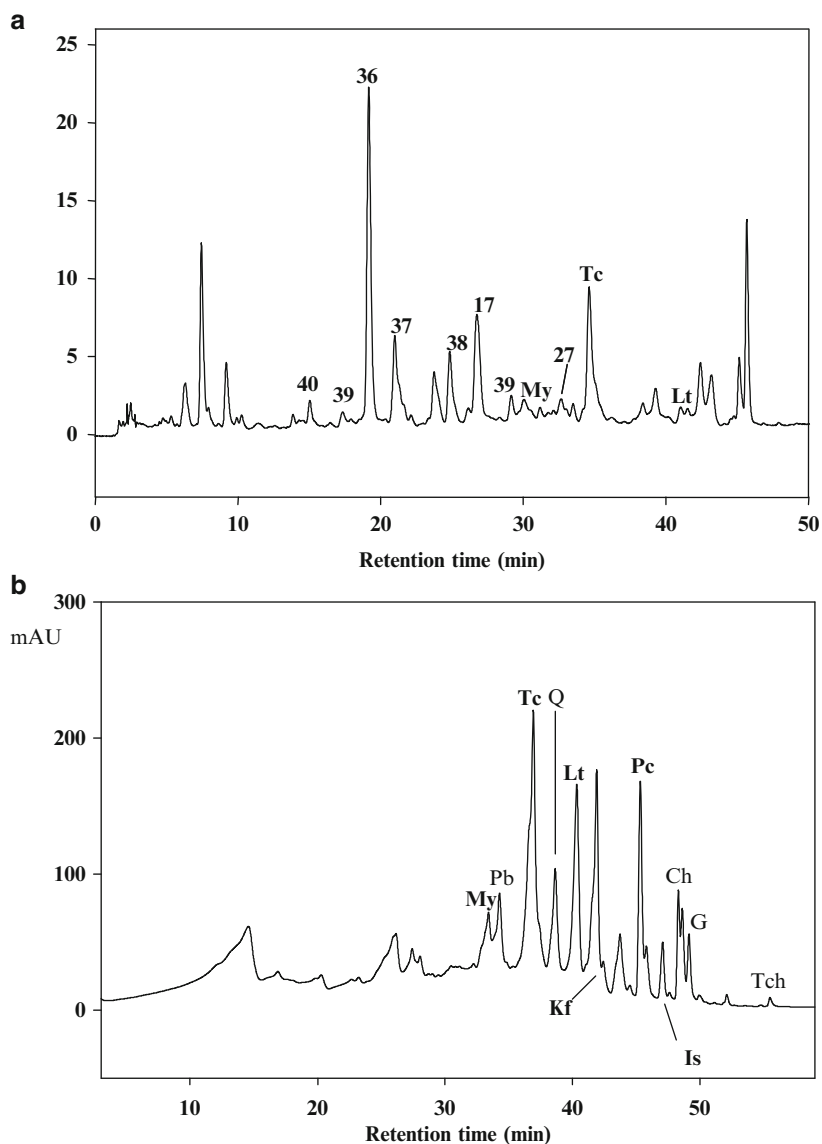 a
25
20
15
10
5
0
36
37
38
17
40
39
39
My
27
Tc
Lt
0 10 20 30 40 50
Retention time (min)
b
300
mAU
200
100
0
Tc Q
Lt
Pc
My
Pb
Ch
G
Tch
Kf
Is
10 20 30 40 50
Retention time (min)